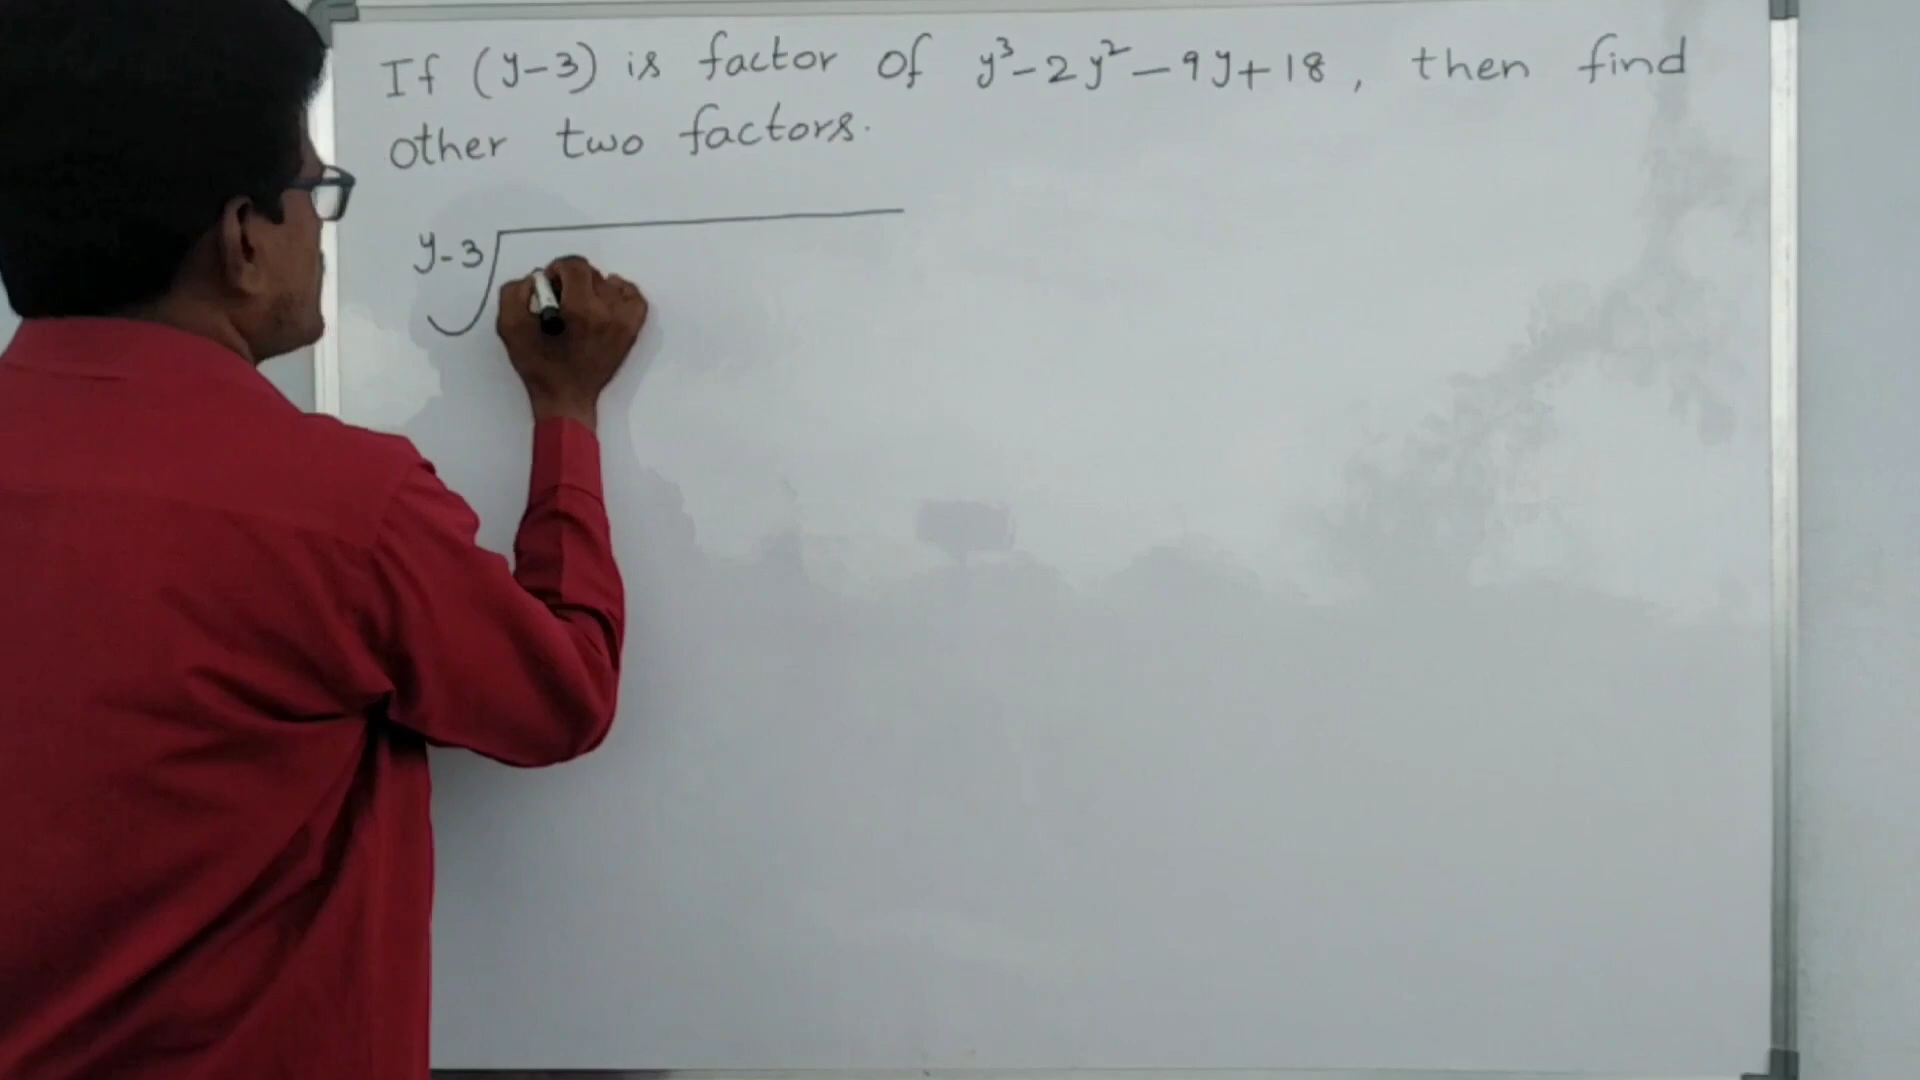 If (y-3) is factor of y³-2y²-9y+18, then find
other two factors.
y-3